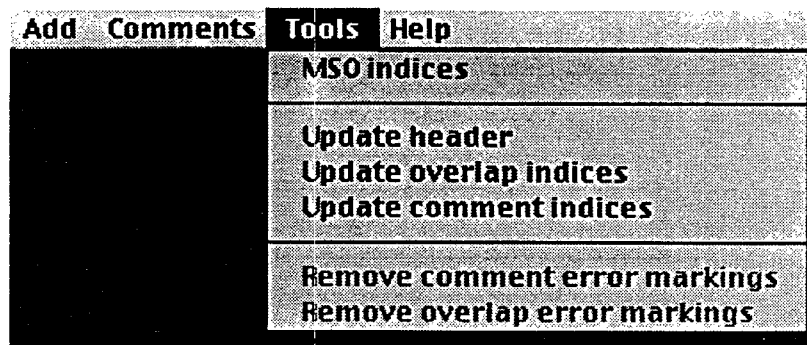 Add Comments Tools Help
MSO indices
Update header
Update overlap indices
Update comment indices
Remove comment error markings
Remove overlap error markings